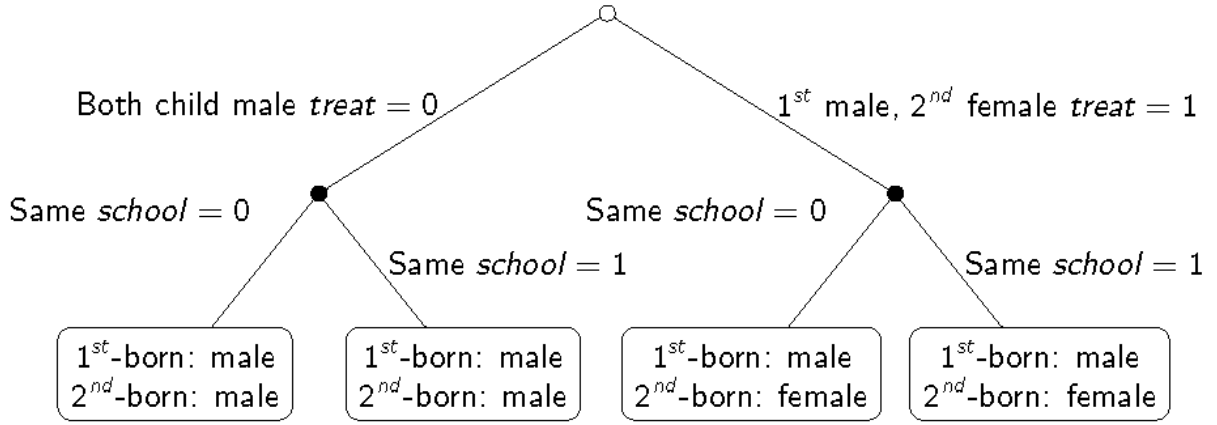 Both child male treat = 0
1st male, 2nd female treat = 1
Same school = 0
Same school = 0
Same school = 1
Same school = 1
1st-born: male
2nd-born: male
1st-born: male
2nd-born: male
1st-born: male
2nd-born: female
1st-born: male
2nd-born: female